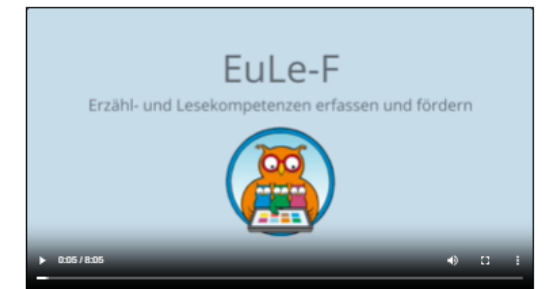 EuLe-F
Erzähl- und Lesekompetenzen erfassen und fördern
0:05 / 8:05